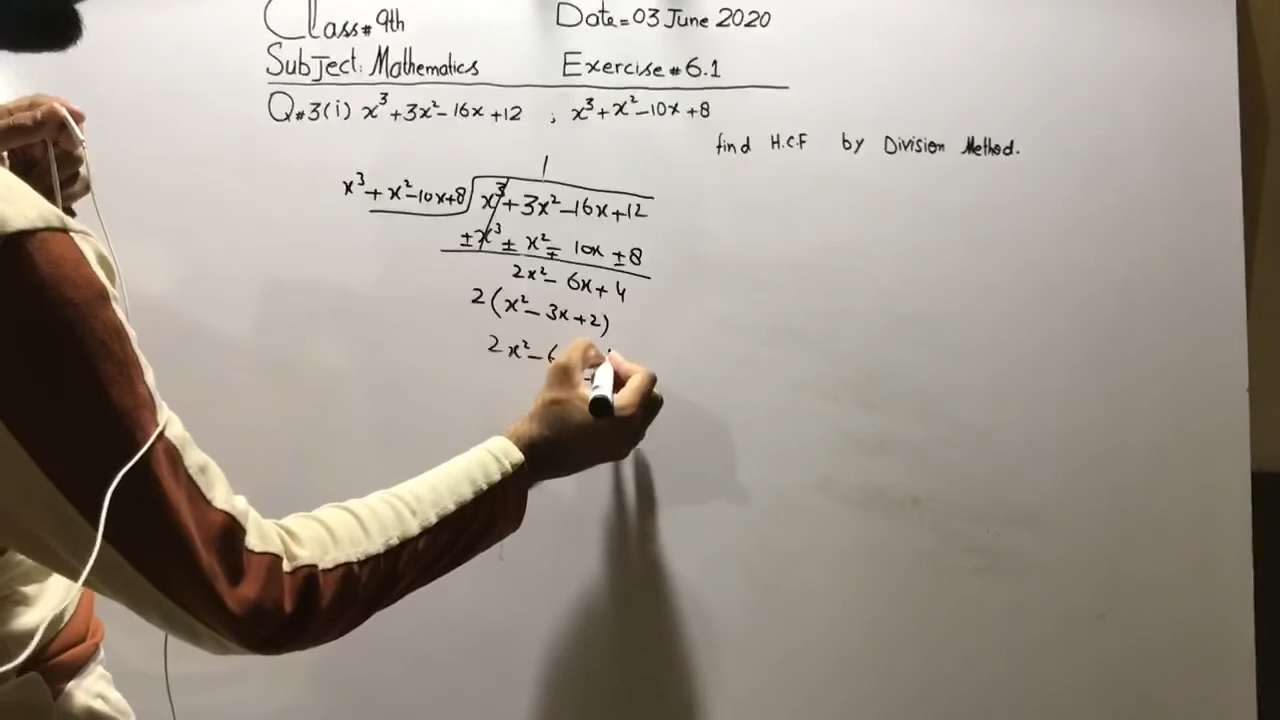 Class# 9th Date=03 June 2020
Subject: Mathematics Exercise#6.1
Q#3(i) x³+3x²-16x+12 ; x³+x²-10x+8
find H.C.F by Division Method.
1
x³+x²-10x+8 x³+3x²-16x+12
±x³±x²∓10x±8
2x²-6x+4
2(x²-3x+2)
2x²-6